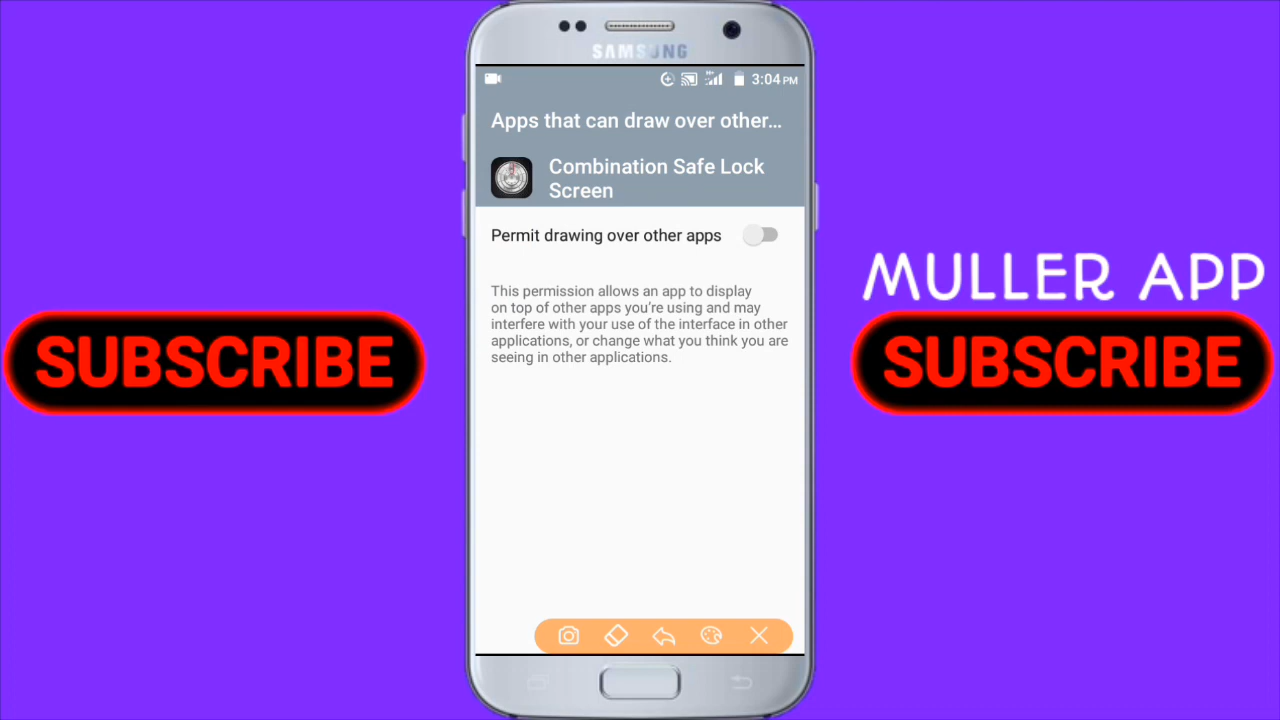 SAMSUNG
3:04 PM
Apps that can draw over other...
Combination Safe Lock
Screen
Permit drawing over other apps
This permission allows an app to display
on top of other apps you're using and may
interfere with your use of the interface in other
applications, or change what you think you are
seeing in other applications.
SUBSCRIBE
MULLER APP
SUBSCRIBE